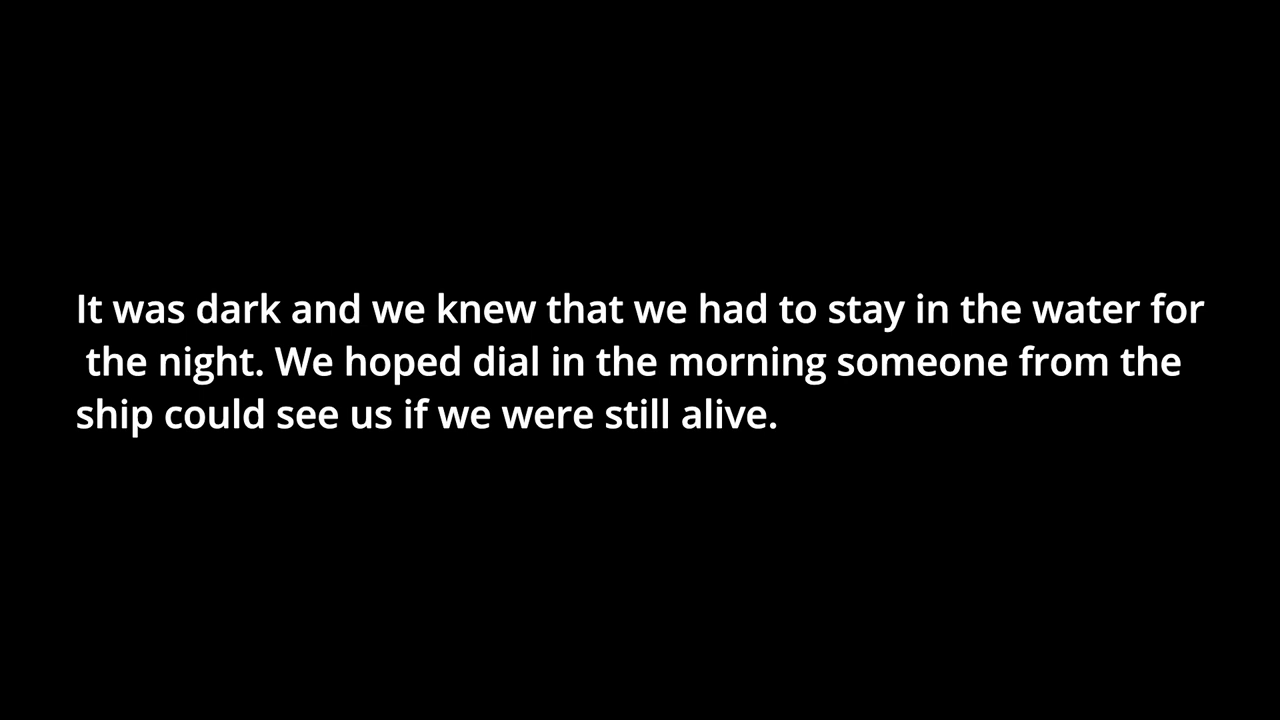 It was dark and we knew that we had to stay in the water for
the night. We hoped dial in the morning someone from the
ship could see us if we were still alive.